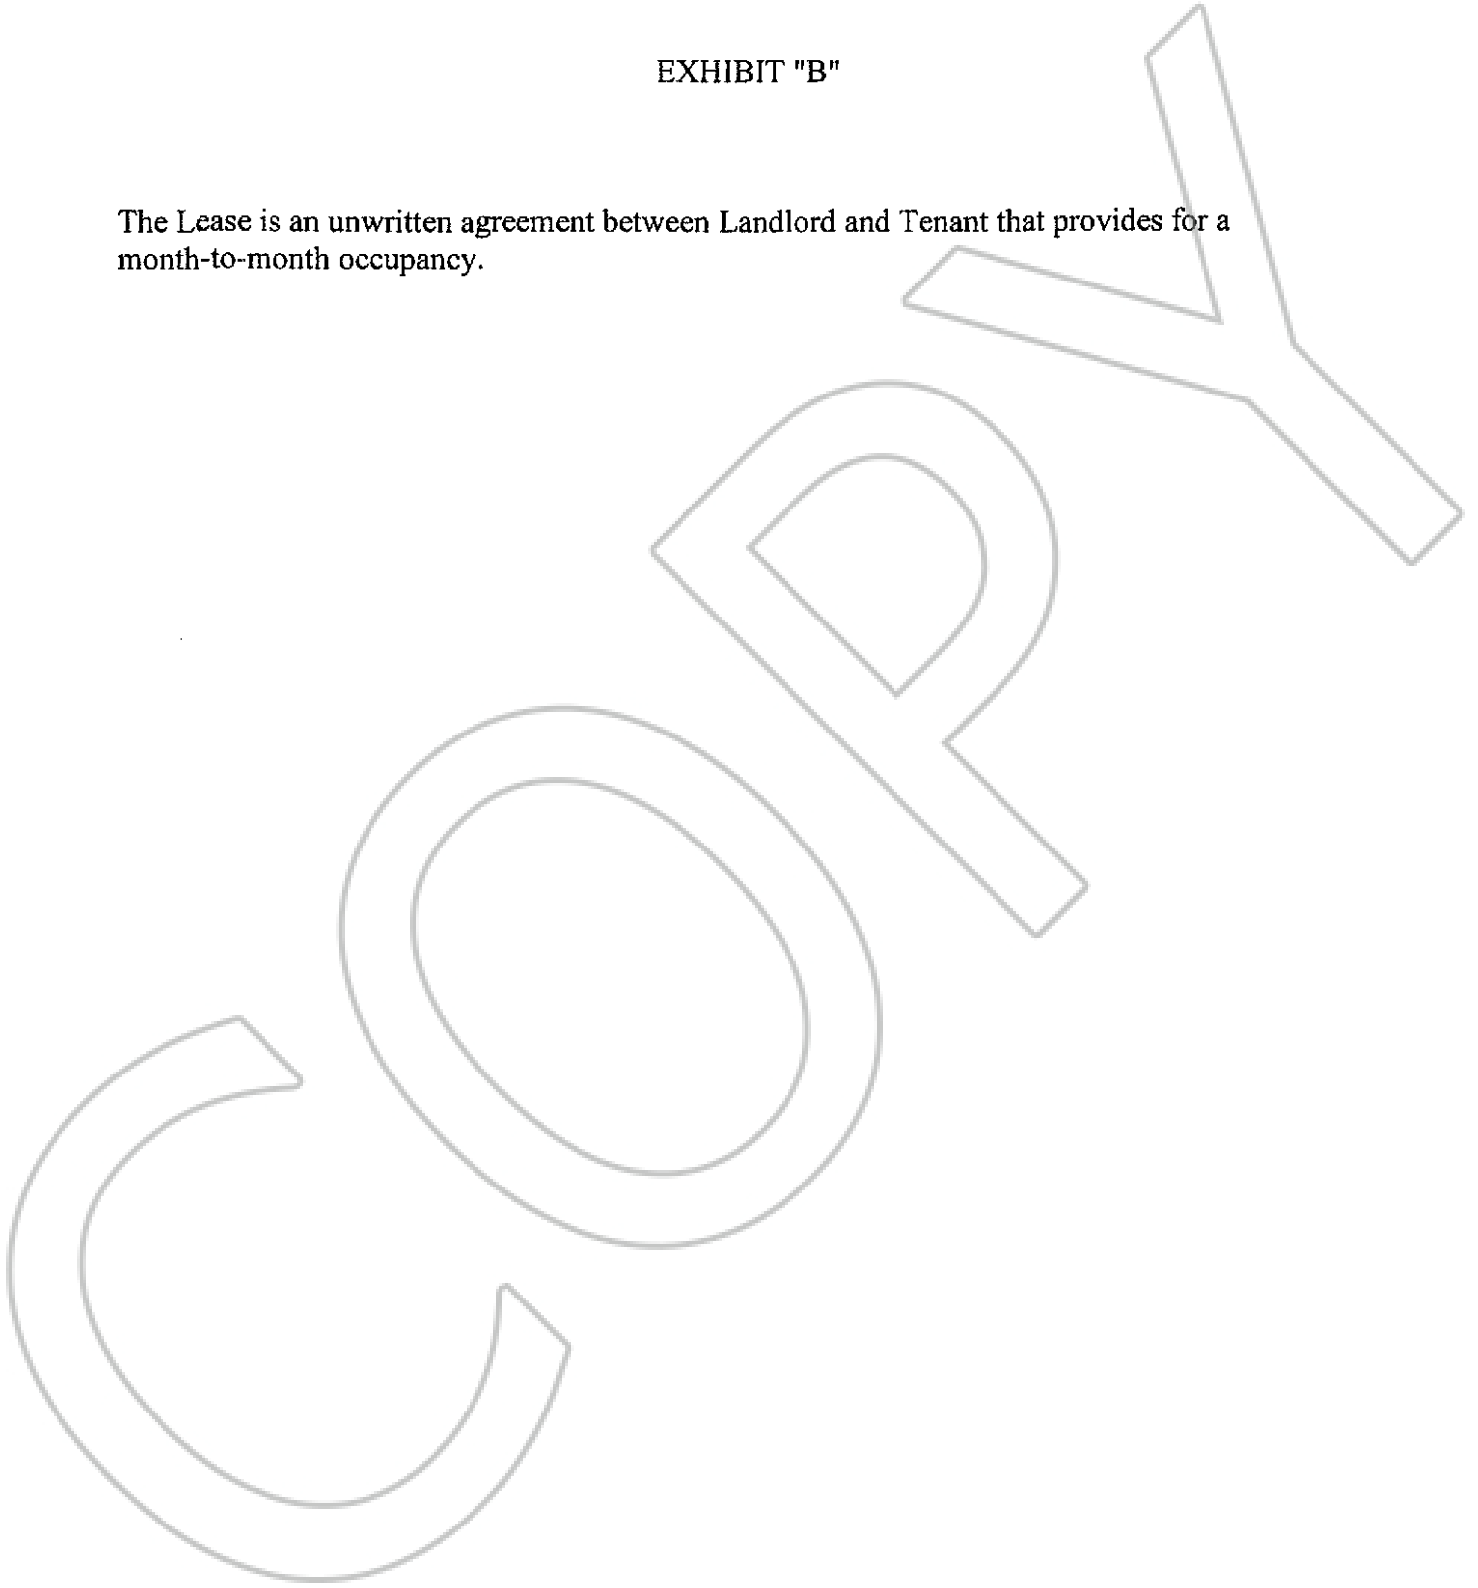 EXHIBIT "B"
The Lease is an unwritten agreement between Landlord and Tenant that provides for a
month-to-month occupancy.
COPY